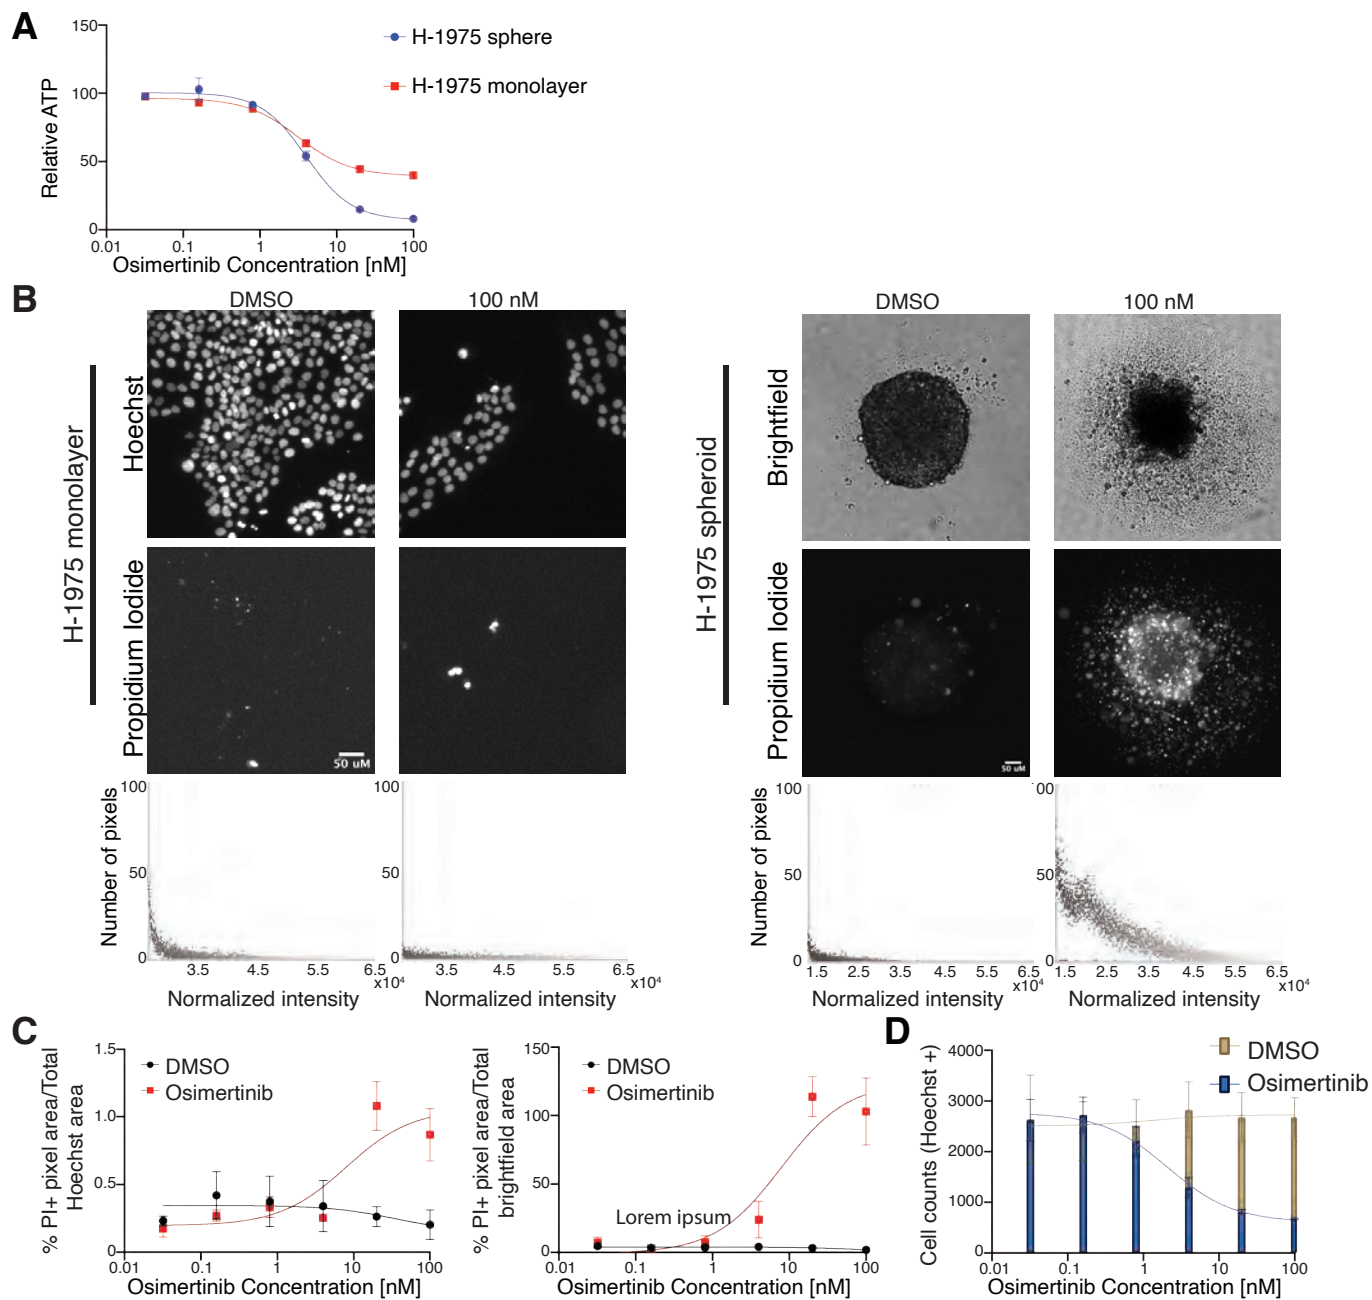 A
150
100
50
0
Relative ATP
0.01 0.1 1 10 100
Osimertinib Concentration [nM]
H-1975 sphere
H-1975 monolayer
B
DMSO
100 nM
DMSO
100 nM
H-1975 monolayer
Hoechst
Propidium Iodide
50 uM
H-1975 spheroid
Brightfield
Propidium Iodide
50 uM
Number of pixels
100
50
0
3.5 4.5 5.5 6.5
x10⁴
Normalized intensity
100
50
0
3.5 4.5 5.5 6.5
x10⁴
Normalized intensity
Number of pixels
100
50
0
1.5 2.5 3.5 4.5 5.5 6.5
x10⁴
Normalized intensity
00
50
0
1.5 2.5 3.5 4.5 5.5 6.5
x10⁴
Normalized intensity
C
% PI+ pixel area/Total
Hoechst area
1.5
1.0
0.5
0
DMSO
Osimertinib
0.01 0.1 1 10 100
Osimertinib Concentration [nM]
% PI+ pixel area/Total
brightfield area
150
100
50
0
DMSO
Osimertinib
Lorem ipsum
0.01 0.1 1 10 100
Osimertinib Concentration [nM]
D
Cell counts (Hoechst +)
4000
3000
2000
1000
0
DMSO
Osimertinib
0.01 0.1 1 10 100
Osimertinib Concentration [nM]